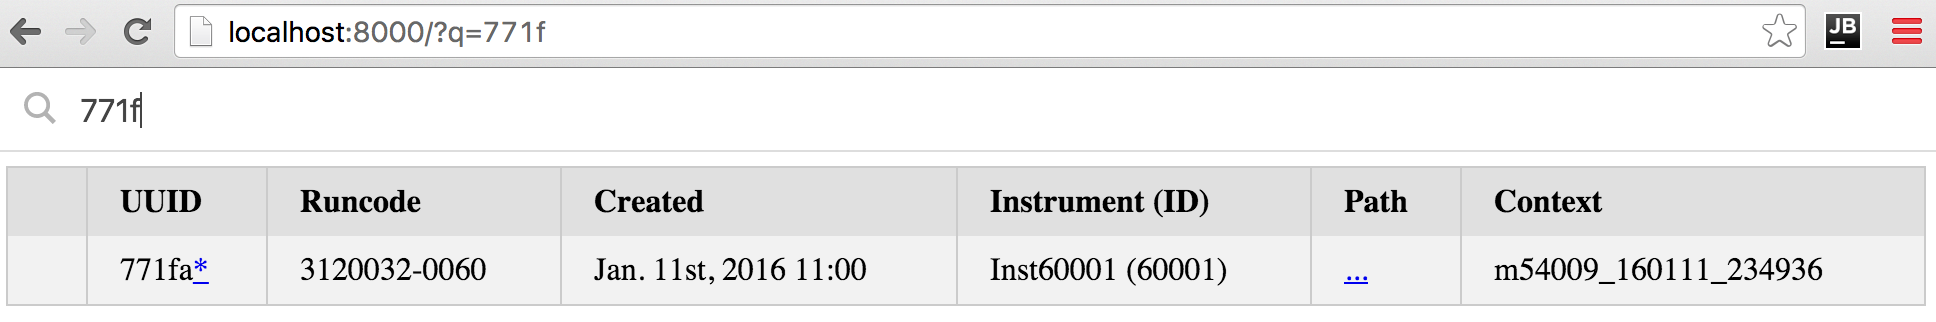 localhost:8000/?q=771f
JB
771f
UUID Runcode Created Instrument (ID) Path Context
771fa* 3120032-0060 Jan. 11st, 2016 11:00 Inst60001 (60001) ... m54009_160111_234936